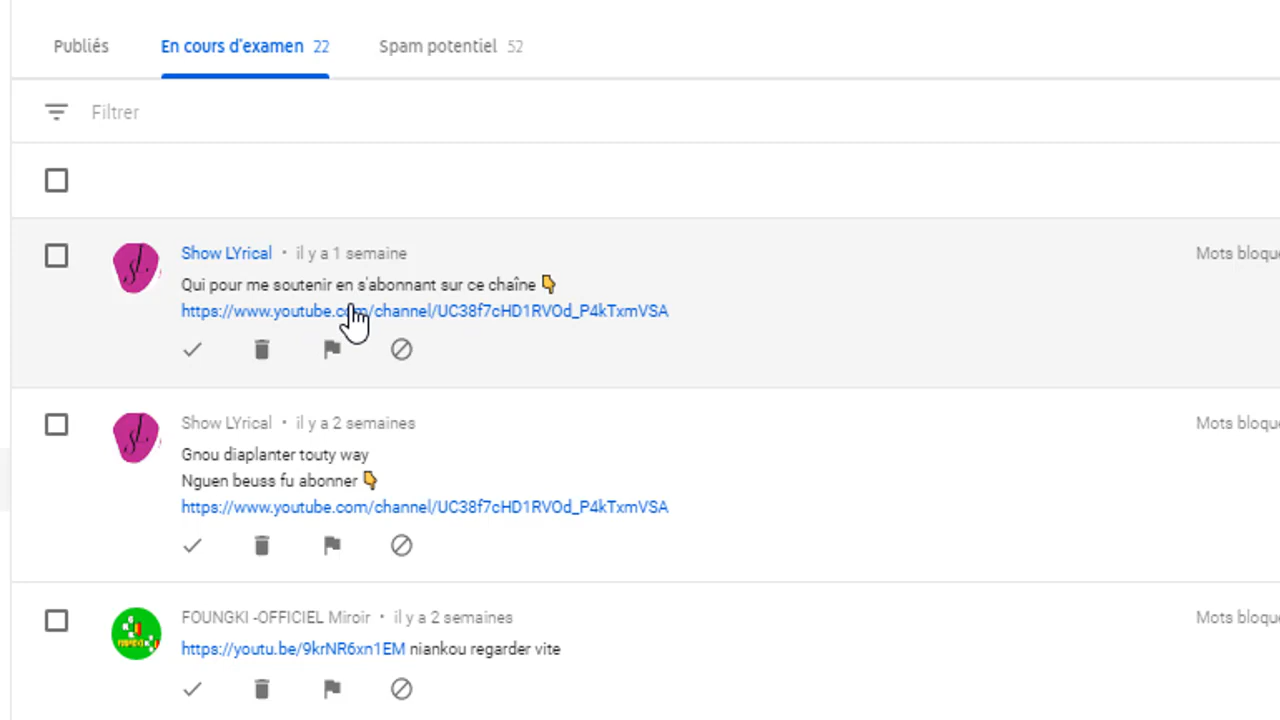 Publiés En cours d'examen 22 Spam potentiel 52
Filtrer
Show LYrical • il y a 1 semaine Mots bloqué
Qui pour me soutenir en s'abonnant sur ce chaîne 👇
https://www.youtube.com/channel/UC38f7cHD1RVOd_P4kTxmVSA
Show LYrical • il y a 2 semaines Mots bloqué
Gnou diaplanter touty way
Nguen beuss fu abonner 👇
https://www.youtube.com/channel/UC38f7cHD1RVOd_P4kTxmVSA
FOUNGKI -OFFICIEL Miroir • il y a 2 semaines Mots bloqué
https://youtu.be/9krNR6xn1EM niankou regarder vite